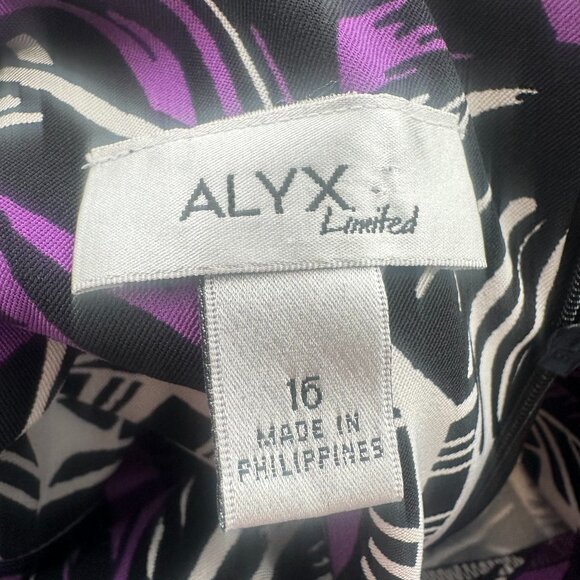 ALYX
Limited
16
MADE IN
PHILIPPINES